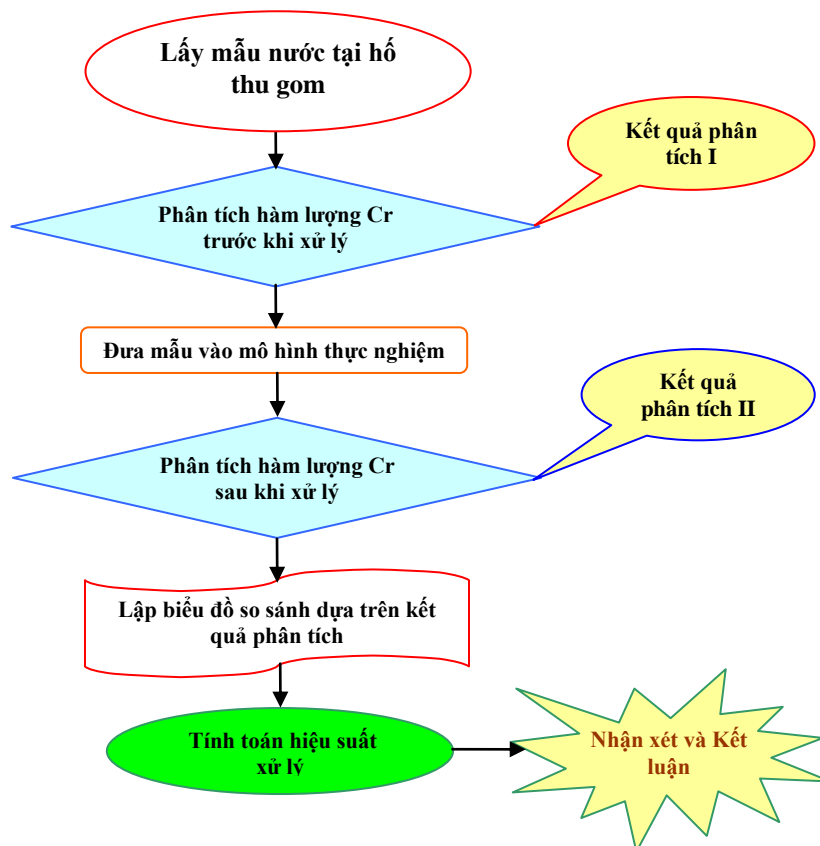 Lấy mẫu nước tại hố
thu gom
Kết quả phân
tích I
Phân tích hàm lượng Cr
trước khi xử lý
Đưa mẫu vào mô hình thực nghiệm
Kết quả
phân tích II
Phân tích hàm lượng Cr
sau khi xử lý
Lập biểu đồ so sánh dựa trên kết
quả phân tích
Tính toán hiệu suất
xử lý
Nhận xét và Kết
luận